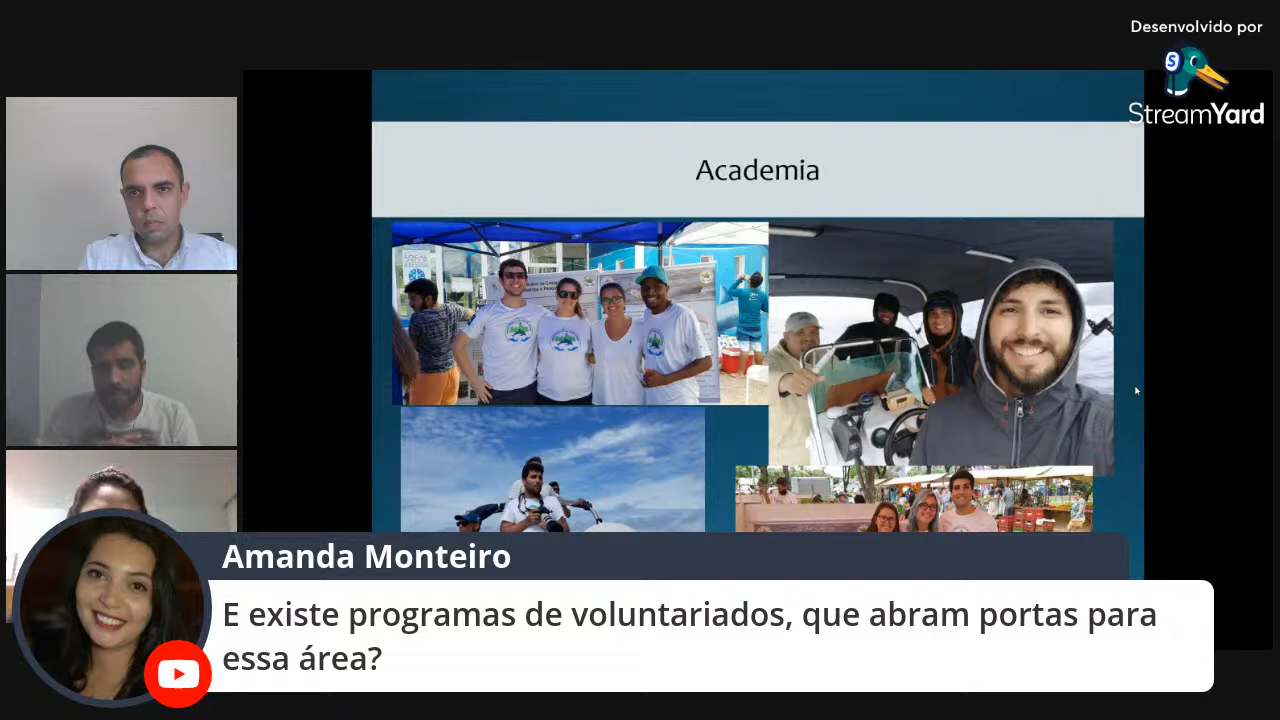 Desenvolvido por
StreamYard
Academia
Amanda Monteiro
E existe programas de voluntariados, que abram portas para
essa área?